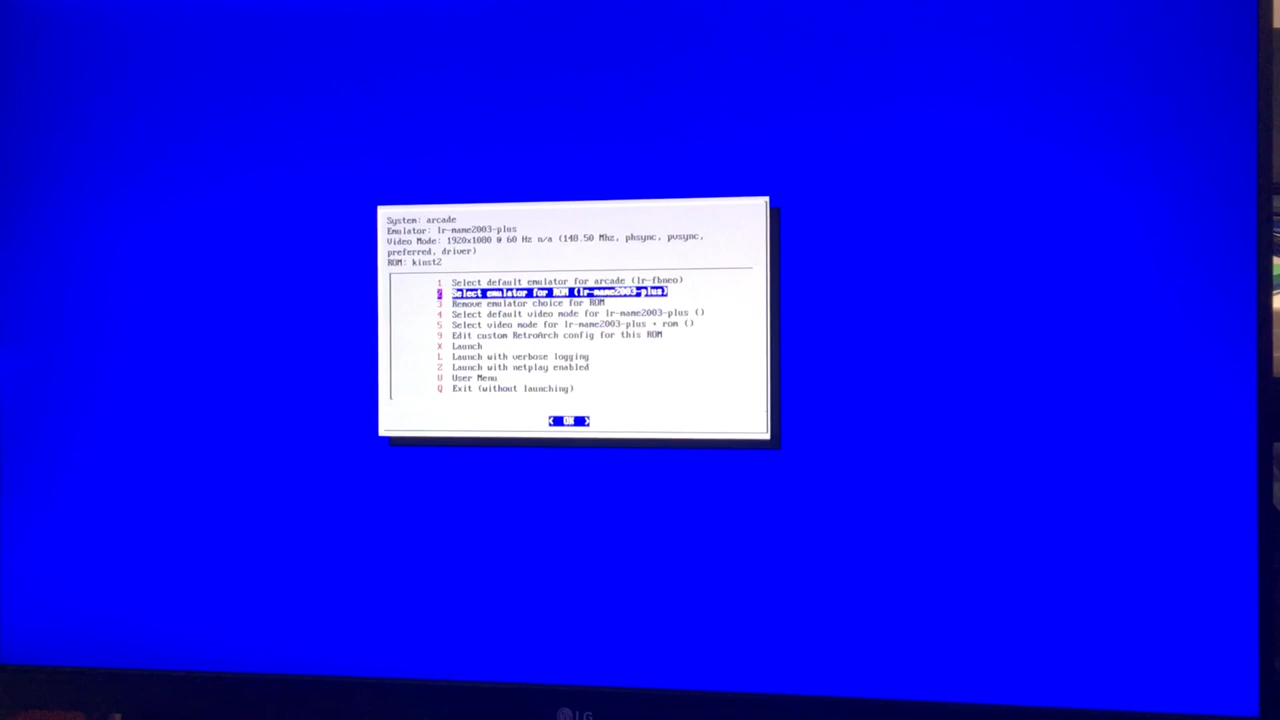 System: arcade
Emulator: lr-mame2003-plus
Video Mode: 1920x1080 @ 60 Hz n/a (148.50 Mhz, phsync, pvsync,
preferred, driver)
ROM: kinst2
1 Select default emulator for arcade (lr-fbneo)
2 Select emulator for ROM (lr-mame2003-plus)
3 Remove emulator choice for ROM
4 Select default video mode for lr-mame2003-plus ()
5 Select video mode for lr-mame2003-plus + rom ()
9 Edit custom RetroArch config for this ROM
X Launch
L Launch with verbose logging
Z Launch with netplay enabled
U User Menu
Q Exit (without launching)
< OK >
LG